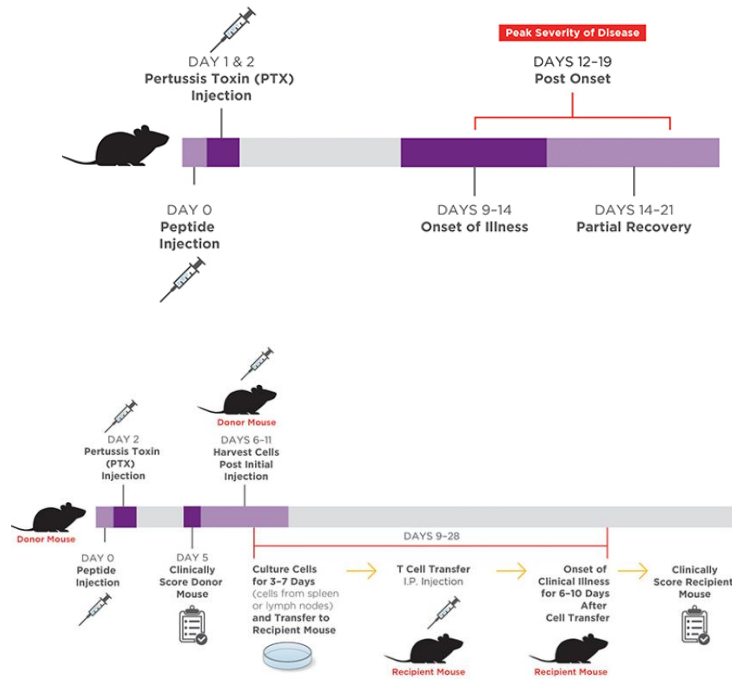 Peak Severity of Disease
DAY 1 & 2
Pertussis Toxin (PTX)
Injection
DAYS 12–19
Post Onset
DAY 0
Peptide
Injection
DAYS 9–14
Onset of Illness
DAYS 14–21
Partial Recovery
Donor Mouse
DAY 2
Pertussis Toxin
(PTX)
Injection
DAYS 6–11
Harvest Cells
Post Initial
Injection
Donor Mouse
DAYS 9–28
DAY 0
Peptide
Injection
DAY 5
Clinically
Score Donor
Mouse
Culture Cells
for 3–7 Days
(cells from spleen
or lymph nodes)
and Transfer to
Recipient Mouse
T Cell Transfer
I.P. Injection
Recipient Mouse
Onset of
Clinical Illness
for 6–10 Days
After
Cell Transfer
Recipient Mouse
Clinically
Score Recipient
Mouse